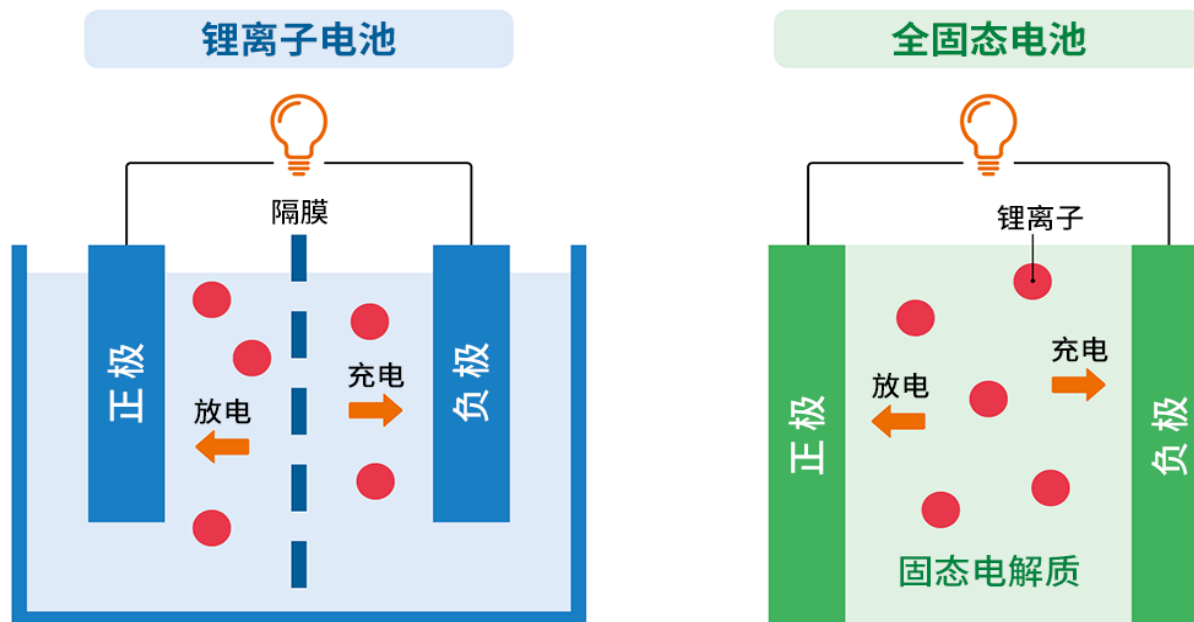 锂离子电池
隔膜
正极
放电
充电
负极
全固态电池
锂离子
正极
放电
充电
负极
固态电解质